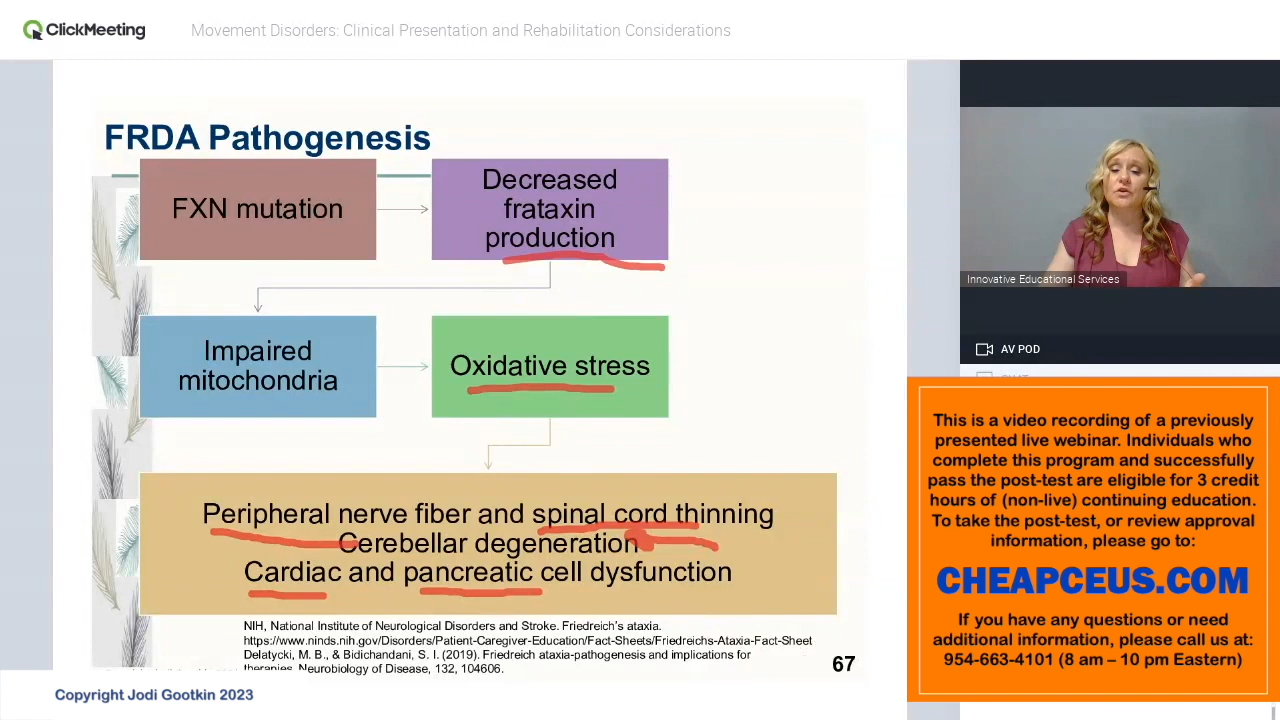 ClickMeeting
Movement Disorders: Clinical Presentation and Rehabilitation Considerations
FRDA Pathogenesis
FXN mutation
Decreased
frataxin
production
Impaired
mitochondria
Oxidative stress
Peripheral nerve fiber and spinal cord thinning
Cerebellar degeneration
Cardiac and pancreatic cell dysfunction
NIH, National Institute of Neurological Disorders and Stroke. Friedreich's ataxia.
https://www.ninds.nih.gov/Disorders/Patient-Caregiver-Education/Fact-Sheets/Friedreichs-Ataxia-Fact-Sheet
Delatycki, M. B., & Bidichandani, S. I. (2019). Friedreich ataxia-pathogenesis and implications for
therapies. Neurobiology of Disease, 132, 104606.
67
Copyright Jodi Gootkin 2023
Innovative Educational Services
AV POD
This is a video recording of a previously
presented live webinar. Individuals who
complete this program and successfully
pass the post-test are eligible for 3 credit
hours of (non-live) continuing education.
To take the post-test, or review approval
information, please go to:
CHEAPCEUS.COM
If you have any questions or need
additional information, please call us at:
954-663-4101 (8 am – 10 pm Eastern)